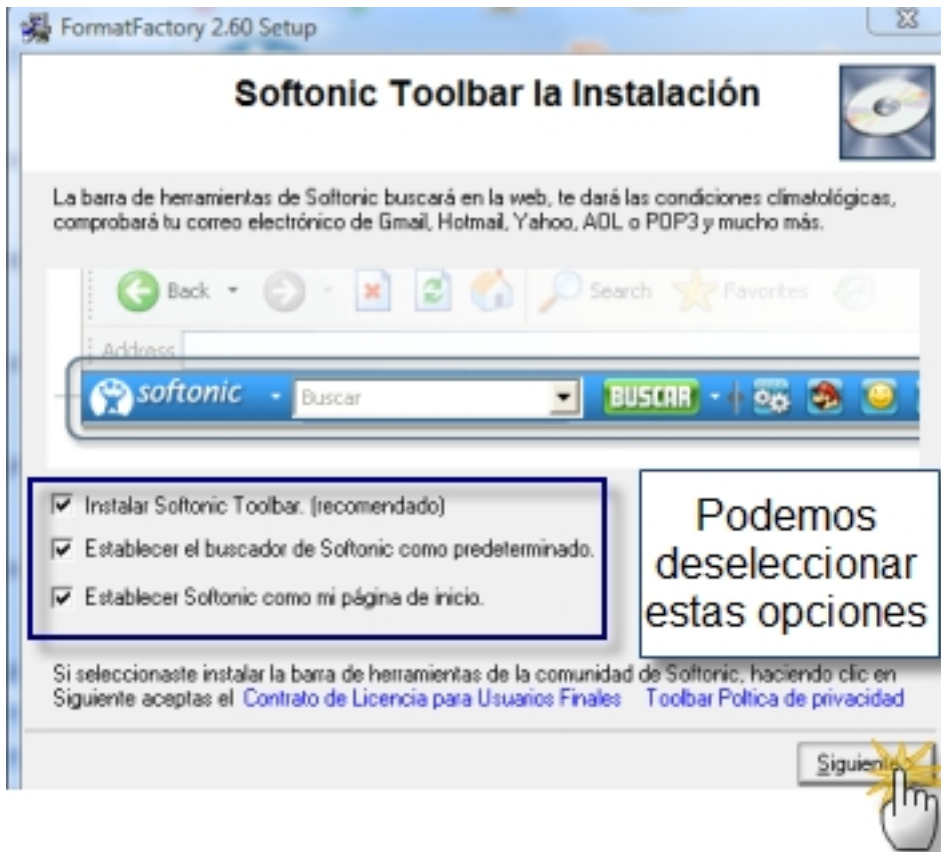 FormatFactory 2.60 Setup
Softonic Toolbar la Instalación
La barra de herramientas de Softonic buscará en la web, te dará las condiciones climatológicas,
comprobará tu correo electrónico de Gmail, Hotmail, Yahoo, AOL o POP3 y mucho más.
Back Search Favorites
Address
softonic Buscar BUSCAR
Instalar Softonic Toolbar. (recomendado)
Establecer el buscador de Softonic como predeterminado.
Establecer Softonic como mi página de inicio.
Podemos
deseleccionar
estas opciones
Si seleccionaste instalar la barra de herramientas de la comunidad de Softonic, haciendo clic en
Siguiente aceptas el Contrato de Licencia para Usuarios Finales Toolbar Poltica de privacidad
Siguiente >